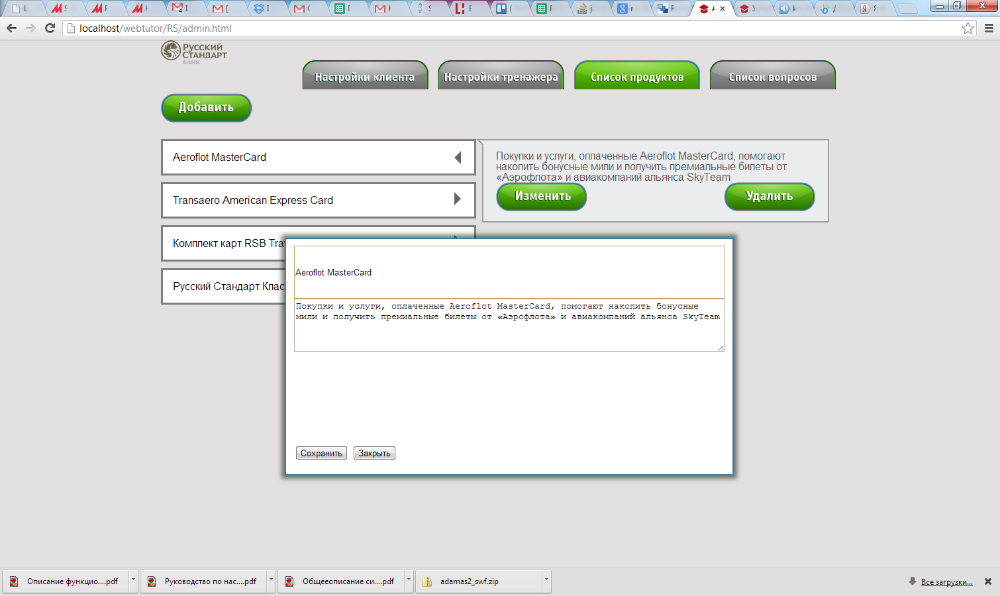 4
localhost/webtutor/RS/admin.html
Русский
Стандарт
БАНК
Настройки клиента
Настройки тренажера
Список продуктов
Список вопросов
Добавить
Aeroflot MasterCard
Покупки и услуги, оплаченные Aeroflot MasterCard, помогают
накопить бонусные мили и получить премиальные билеты от
«Аэрофлота» и авиакомпаний альянса SkyTeam
Изменить
Удалить
Transaero American Express Card
Комплект карт RSB Tra
Русский Стандарт Клас
Aeroflot MasterCard
Покупки и услуги, оплаченные Aeroflot MasterCard, помогают накопить бонусные
мили и получить премиальные билеты от «Аэрофлота» и авиакомпаний альянса SkyTeam
Сохранить
Закрыть
Описание функцио....pdf
Руководство по нас....pdf
Общееописание си....pdf
adamas2_swf.zip
Все загрузки...